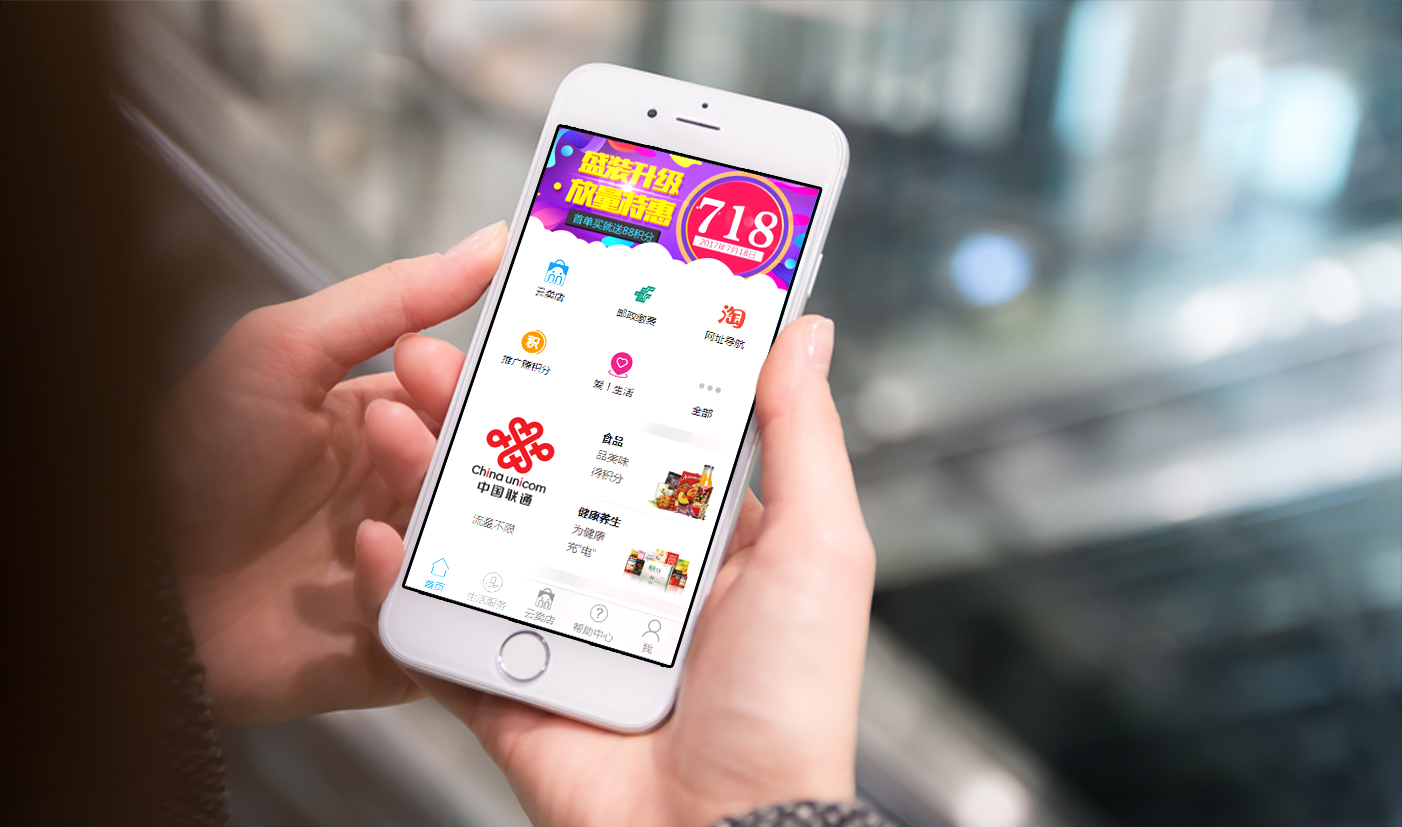 盛装升级
放量特惠
首单买就送88积分
718
2017年7月18日
云卖店
邮政缴费
淘
网址导航
积
推广赚积分
爱！生活
全部
China unicom
中国联通
流量不限
食品
品美味
得积分
健康养生
为健康
充“电”
首页
生活服务
云卖店
帮助中心
我